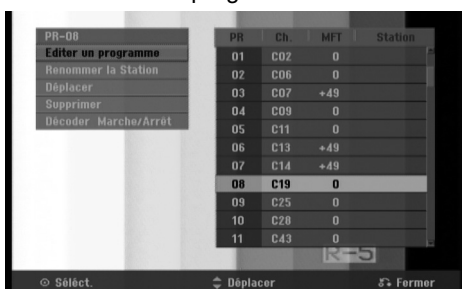 PR-08
Editer un programme
Renommer la Station
Déplacer
Supprimer
Décoder Marche/Arrêt
PR Ch. MFT Station
01 C02 0
02 C06 0
03 C07 +49
04 C09 0
05 C11 0
06 C13 +49
07 C14 +49
08 C19 0
09 C25 0
10 C28 0
11 C43 0
R-5
Sélèct. Déplacer Fermer